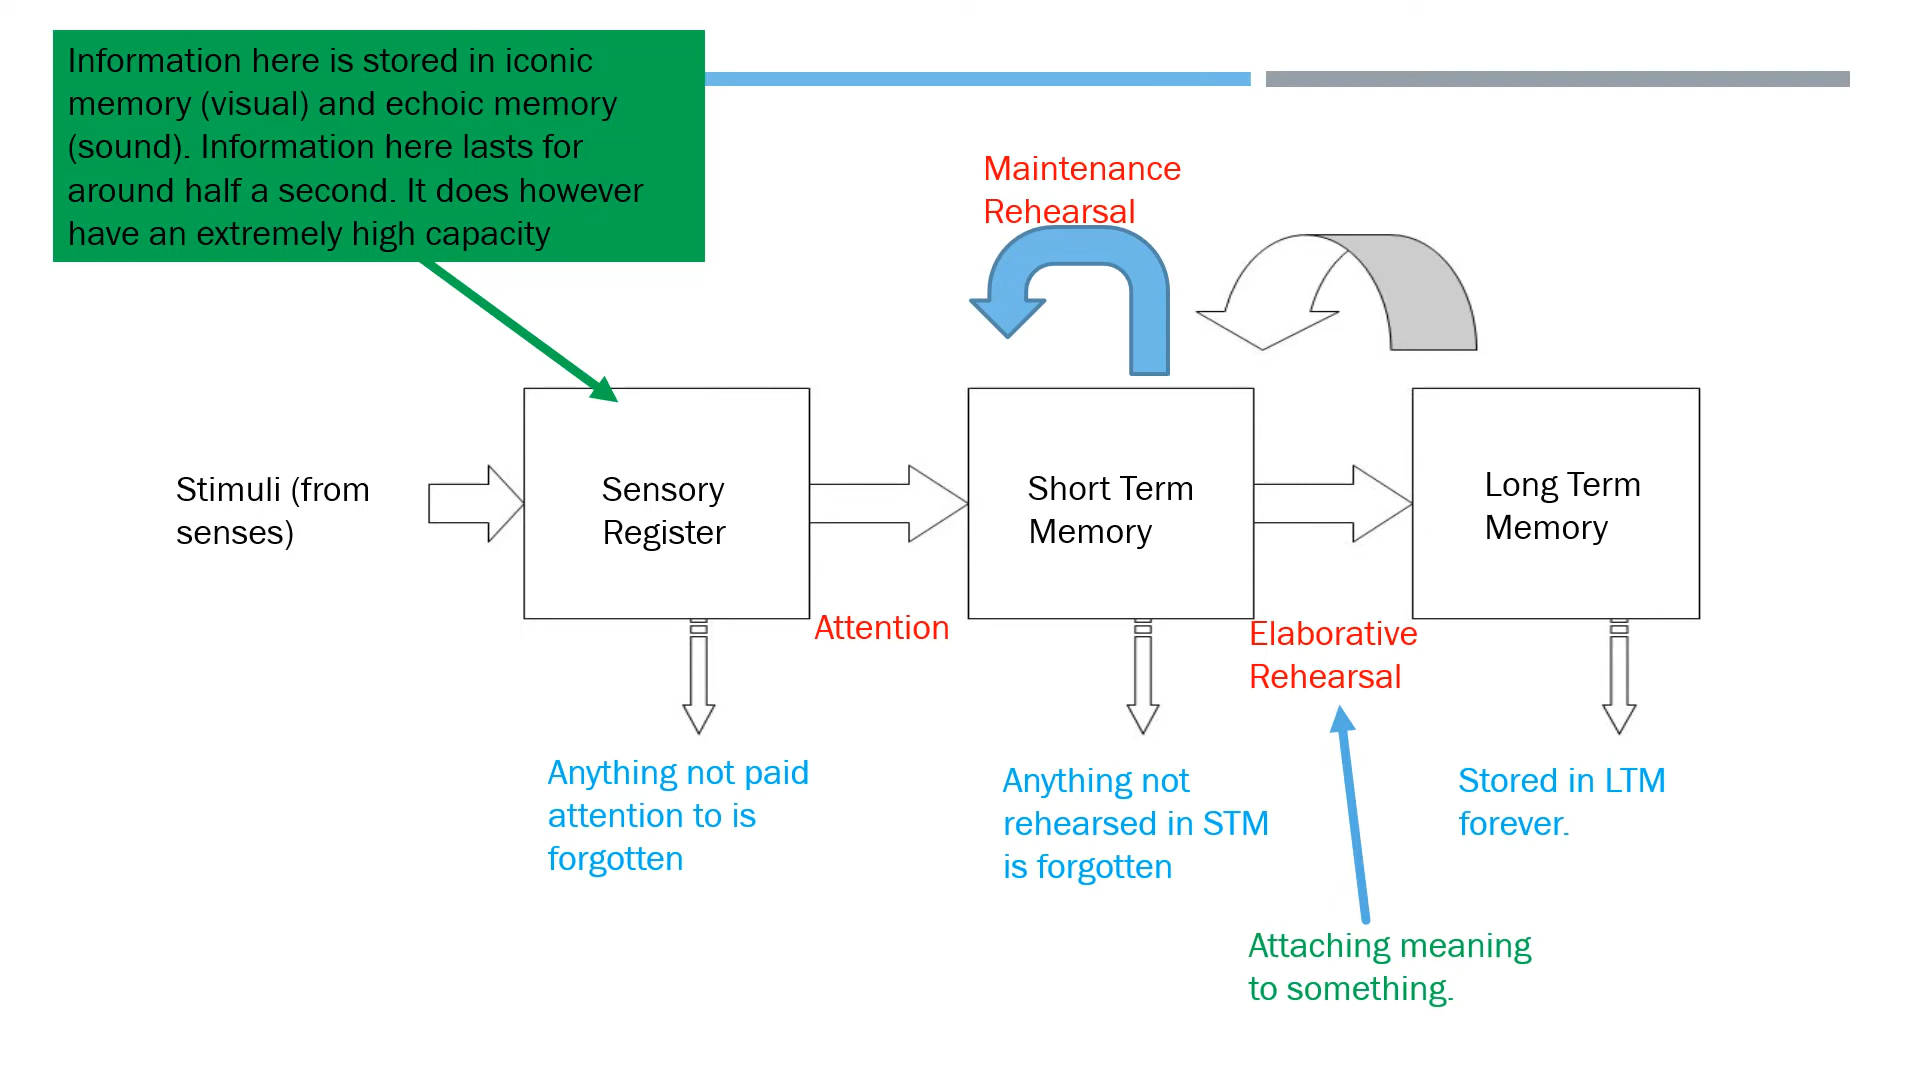 Information here is stored in iconic
memory (visual) and echoic memory
(sound). Information here lasts for
around half a second. It does however
have an extremely high capacity
Maintenance
Rehearsal
Stimuli (from
senses)
Sensory
Register
Short Term
Memory
Long Term
Memory
Attention
Elaborative
Rehearsal
Anything not paid
attention to is
forgotten
Anything not
rehearsed in STM
is forgotten
Stored in LTM
forever.
Attaching meaning
to something.